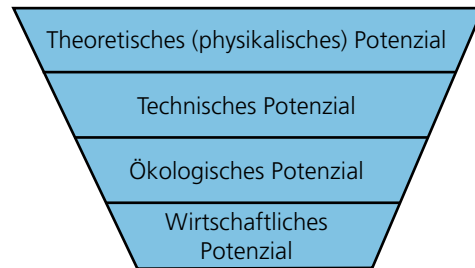 Theoretisches (physikalisches) Potenzial
Technisches Potenzial
Ökologisches Potenzial
Wirtschaftliches
Potenzial